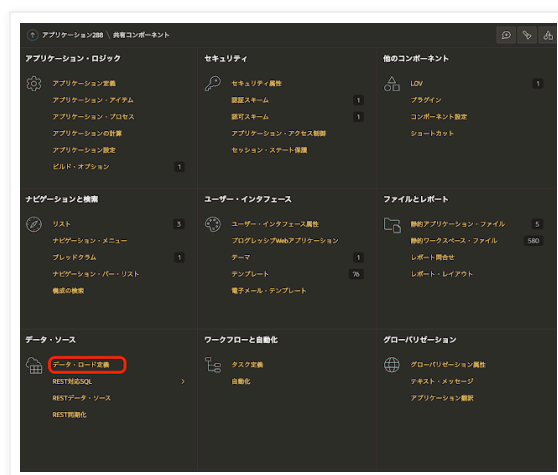 アプリケーション288 \ 共有コンポーネント
アプリケーション・ロジック
アプリケーション定義
アプリケーション・アイテム
アプリケーション・プロセス
アプリケーションの計算
アプリケーション設定
ビルド・オプション 1
セキュリティ
セキュリティ属性
認証スキーム 1
認可スキーム 1
アプリケーション・アクセス制御
セッション・ステート保護
他のコンポーネント
LOV 1
プラグイン
コンポーネント設定
ショートカット
ナビゲーションと検索
リスト 3
ナビゲーション・メニュー
ブレッドクラム 1
ナビゲーション・バー・リスト
構成の検索
ユーザー・インタフェース
ユーザー・インタフェース属性
プログレッシブWebアプリケーション
テーマ 1
テンプレート 76
電子メール・テンプレート
ファイルとレポート
静的アプリケーション・ファイル 5
静的ワークスペース・ファイル 580
レポート問合せ
レポート・レイアウト
データ・ソース
データ・ロード定義
REST対応SQL >
RESTデータ・ソース
REST同期化
ワークフローと自動化
タスク定義
自動化
グローバリゼーション
グローバリゼーション属性
テキスト・メッセージ
アプリケーション翻訳